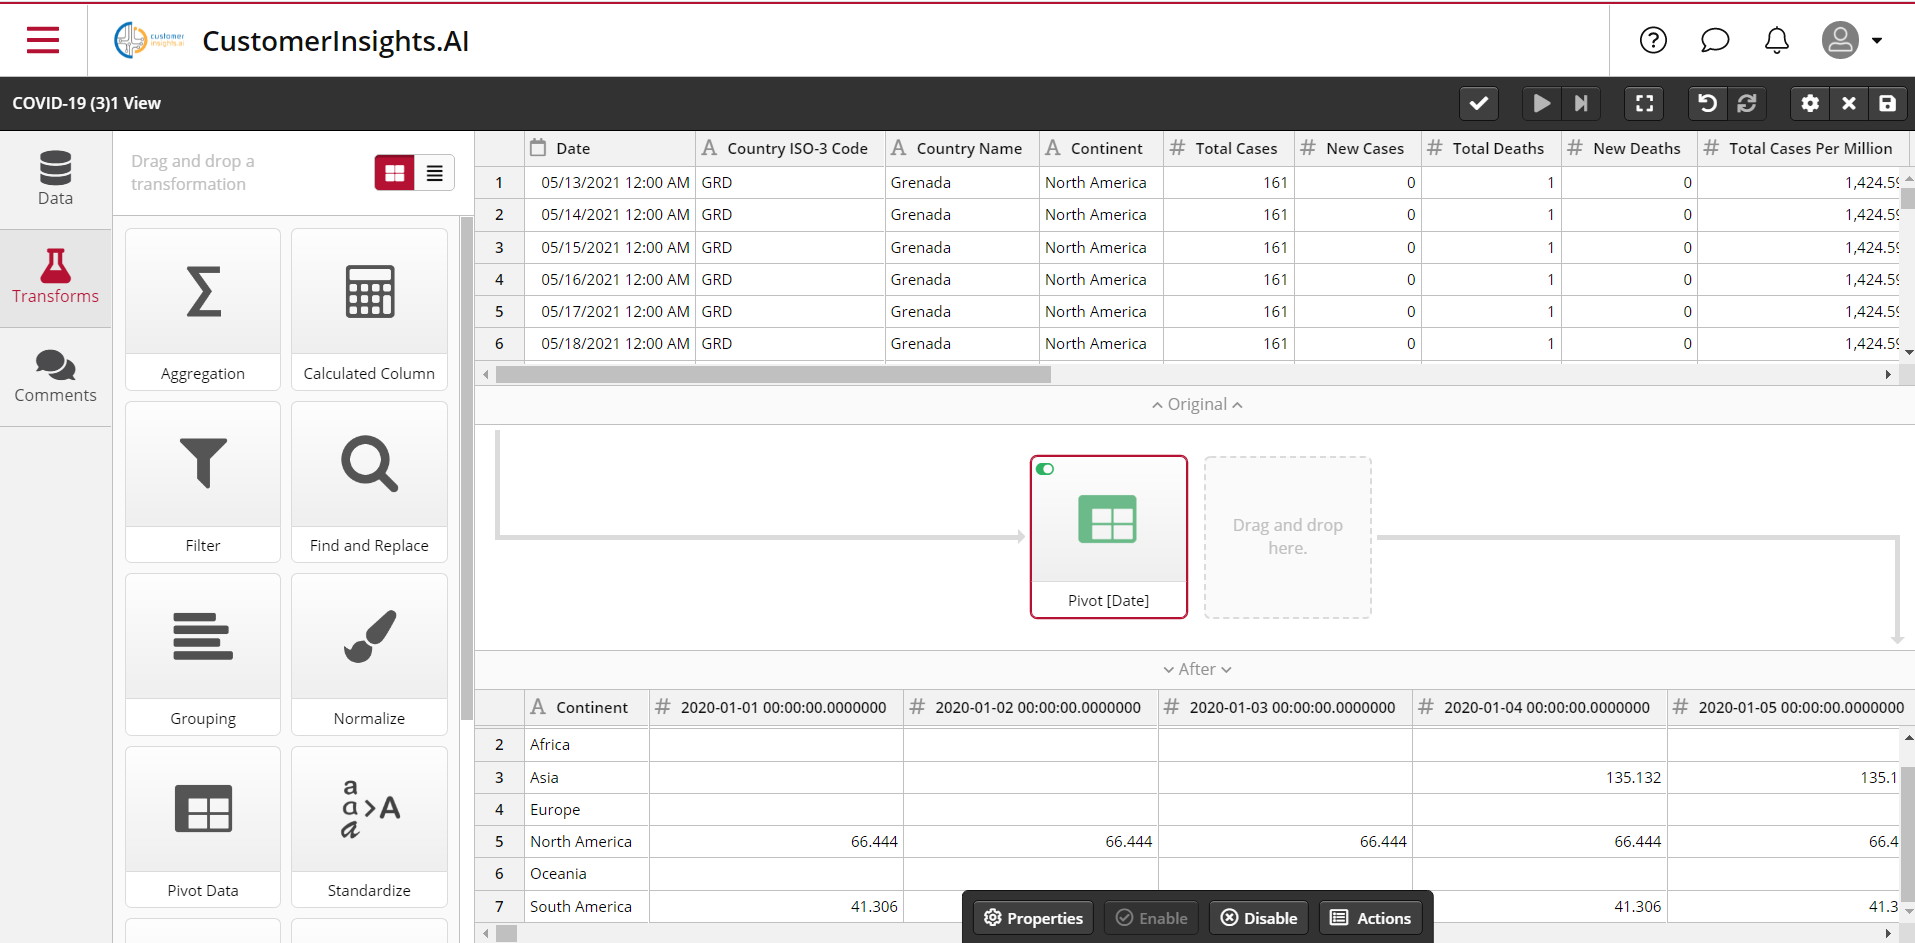 customer
insights.ai
CustomerInsights.AI
COVID-19 (3)1 View
Data
Transforms
Comments
Drag and drop a
transformation
Aggregation
Calculated Column
Filter
Find and Replace
Grouping
Normalize
Pivot Data
a
a>A
a
Standardize
Date Country ISO-3 Code Country Name Continent Total Cases New Cases Total Deaths New Deaths Total Cases Per Million
1 05/13/2021 12:00 AM GRD Grenada North America 161 0 1 0 1,424.59
2 05/14/2021 12:00 AM GRD Grenada North America 161 0 1 0 1,424.59
3 05/15/2021 12:00 AM GRD Grenada North America 161 0 1 0 1,424.59
4 05/16/2021 12:00 AM GRD Grenada North America 161 0 1 0 1,424.59
5 05/17/2021 12:00 AM GRD Grenada North America 161 0 1 0 1,424.59
6 05/18/2021 12:00 AM GRD Grenada North America 161 0 1 0 1,424.59
Original
Pivot [Date]
Drag and drop
here.
After
Continent 2020-01-01 00:00:00.0000000 2020-01-02 00:00:00.0000000 2020-01-03 00:00:00.0000000 2020-01-04 00:00:00.0000000 2020-01-05 00:00:00.0000000
2 Africa
3 Asia 135.132 135.1
4 Europe
5 North America 66.444 66.444 66.444 66.444 66.4
6 Oceania
7 South America 41.306 41.306 41.3
Properties Enable Disable Actions